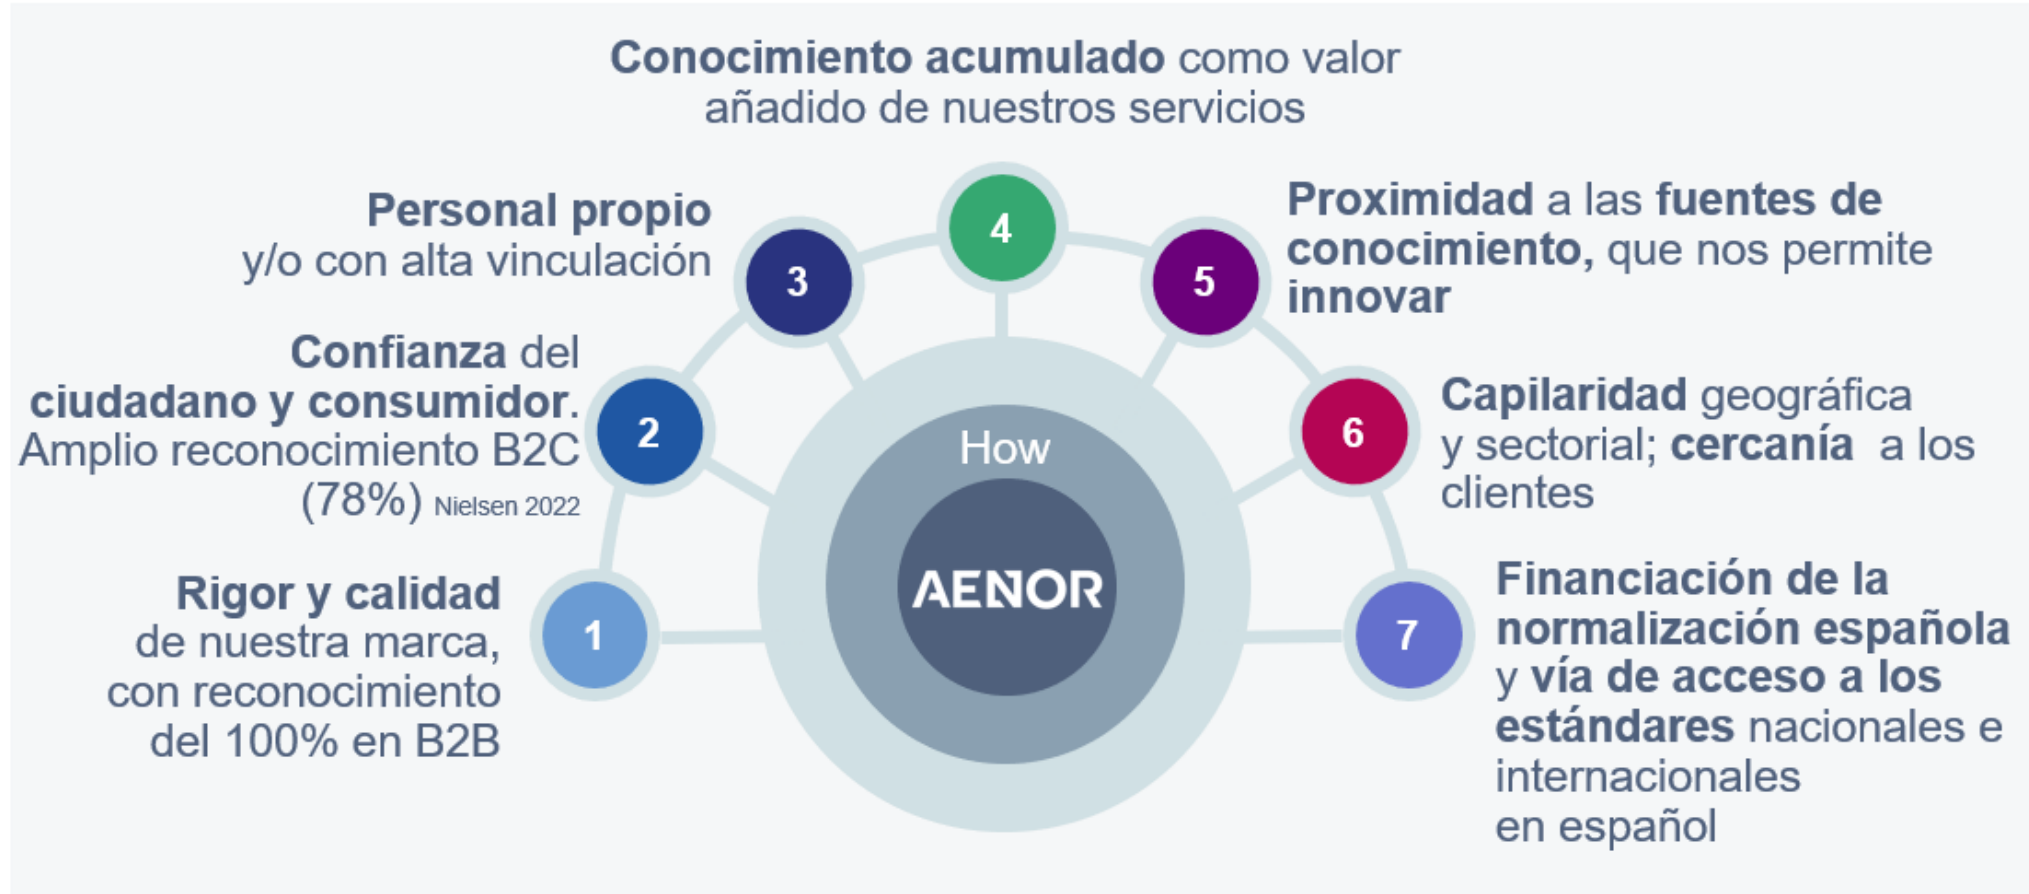 Conocimiento acumulado como valor
añadido de nuestros servicios
4
Personal propio
y/o con alta vinculación
3
5
Proximidad a las fuentes de
conocimiento, que nos permite
innovar
Confianza del
ciudadano y consumidor.
Amplio reconocimiento B2C
(78%) Nielsen 2022
2
6
Capilaridad geográfica
y sectorial; cercanía a los
clientes
How
AENOR
Rigor y calidad
de nuestra marca,
con reconocimiento
del 100% en B2B
1
7
Financiación de la
normalización española
y vía de acceso a los
estándares nacionales e
internacionales
en español